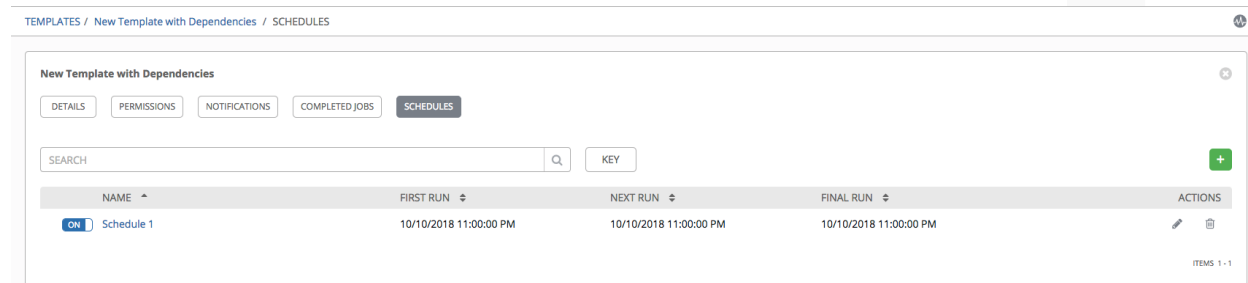 TEMPLATES / New Template with Dependencies / SCHEDULES
New Template with Dependencies
DETAILS PERMISSIONS NOTIFICATIONS COMPLETED JOBS SCHEDULES
SEARCH KEY +
NAME FIRST RUN NEXT RUN FINAL RUN ACTIONS
ON Schedule 1 10/10/2018 11:00:00 PM 10/10/2018 11:00:00 PM 10/10/2018 11:00:00 PM
ITEMS 1 - 1